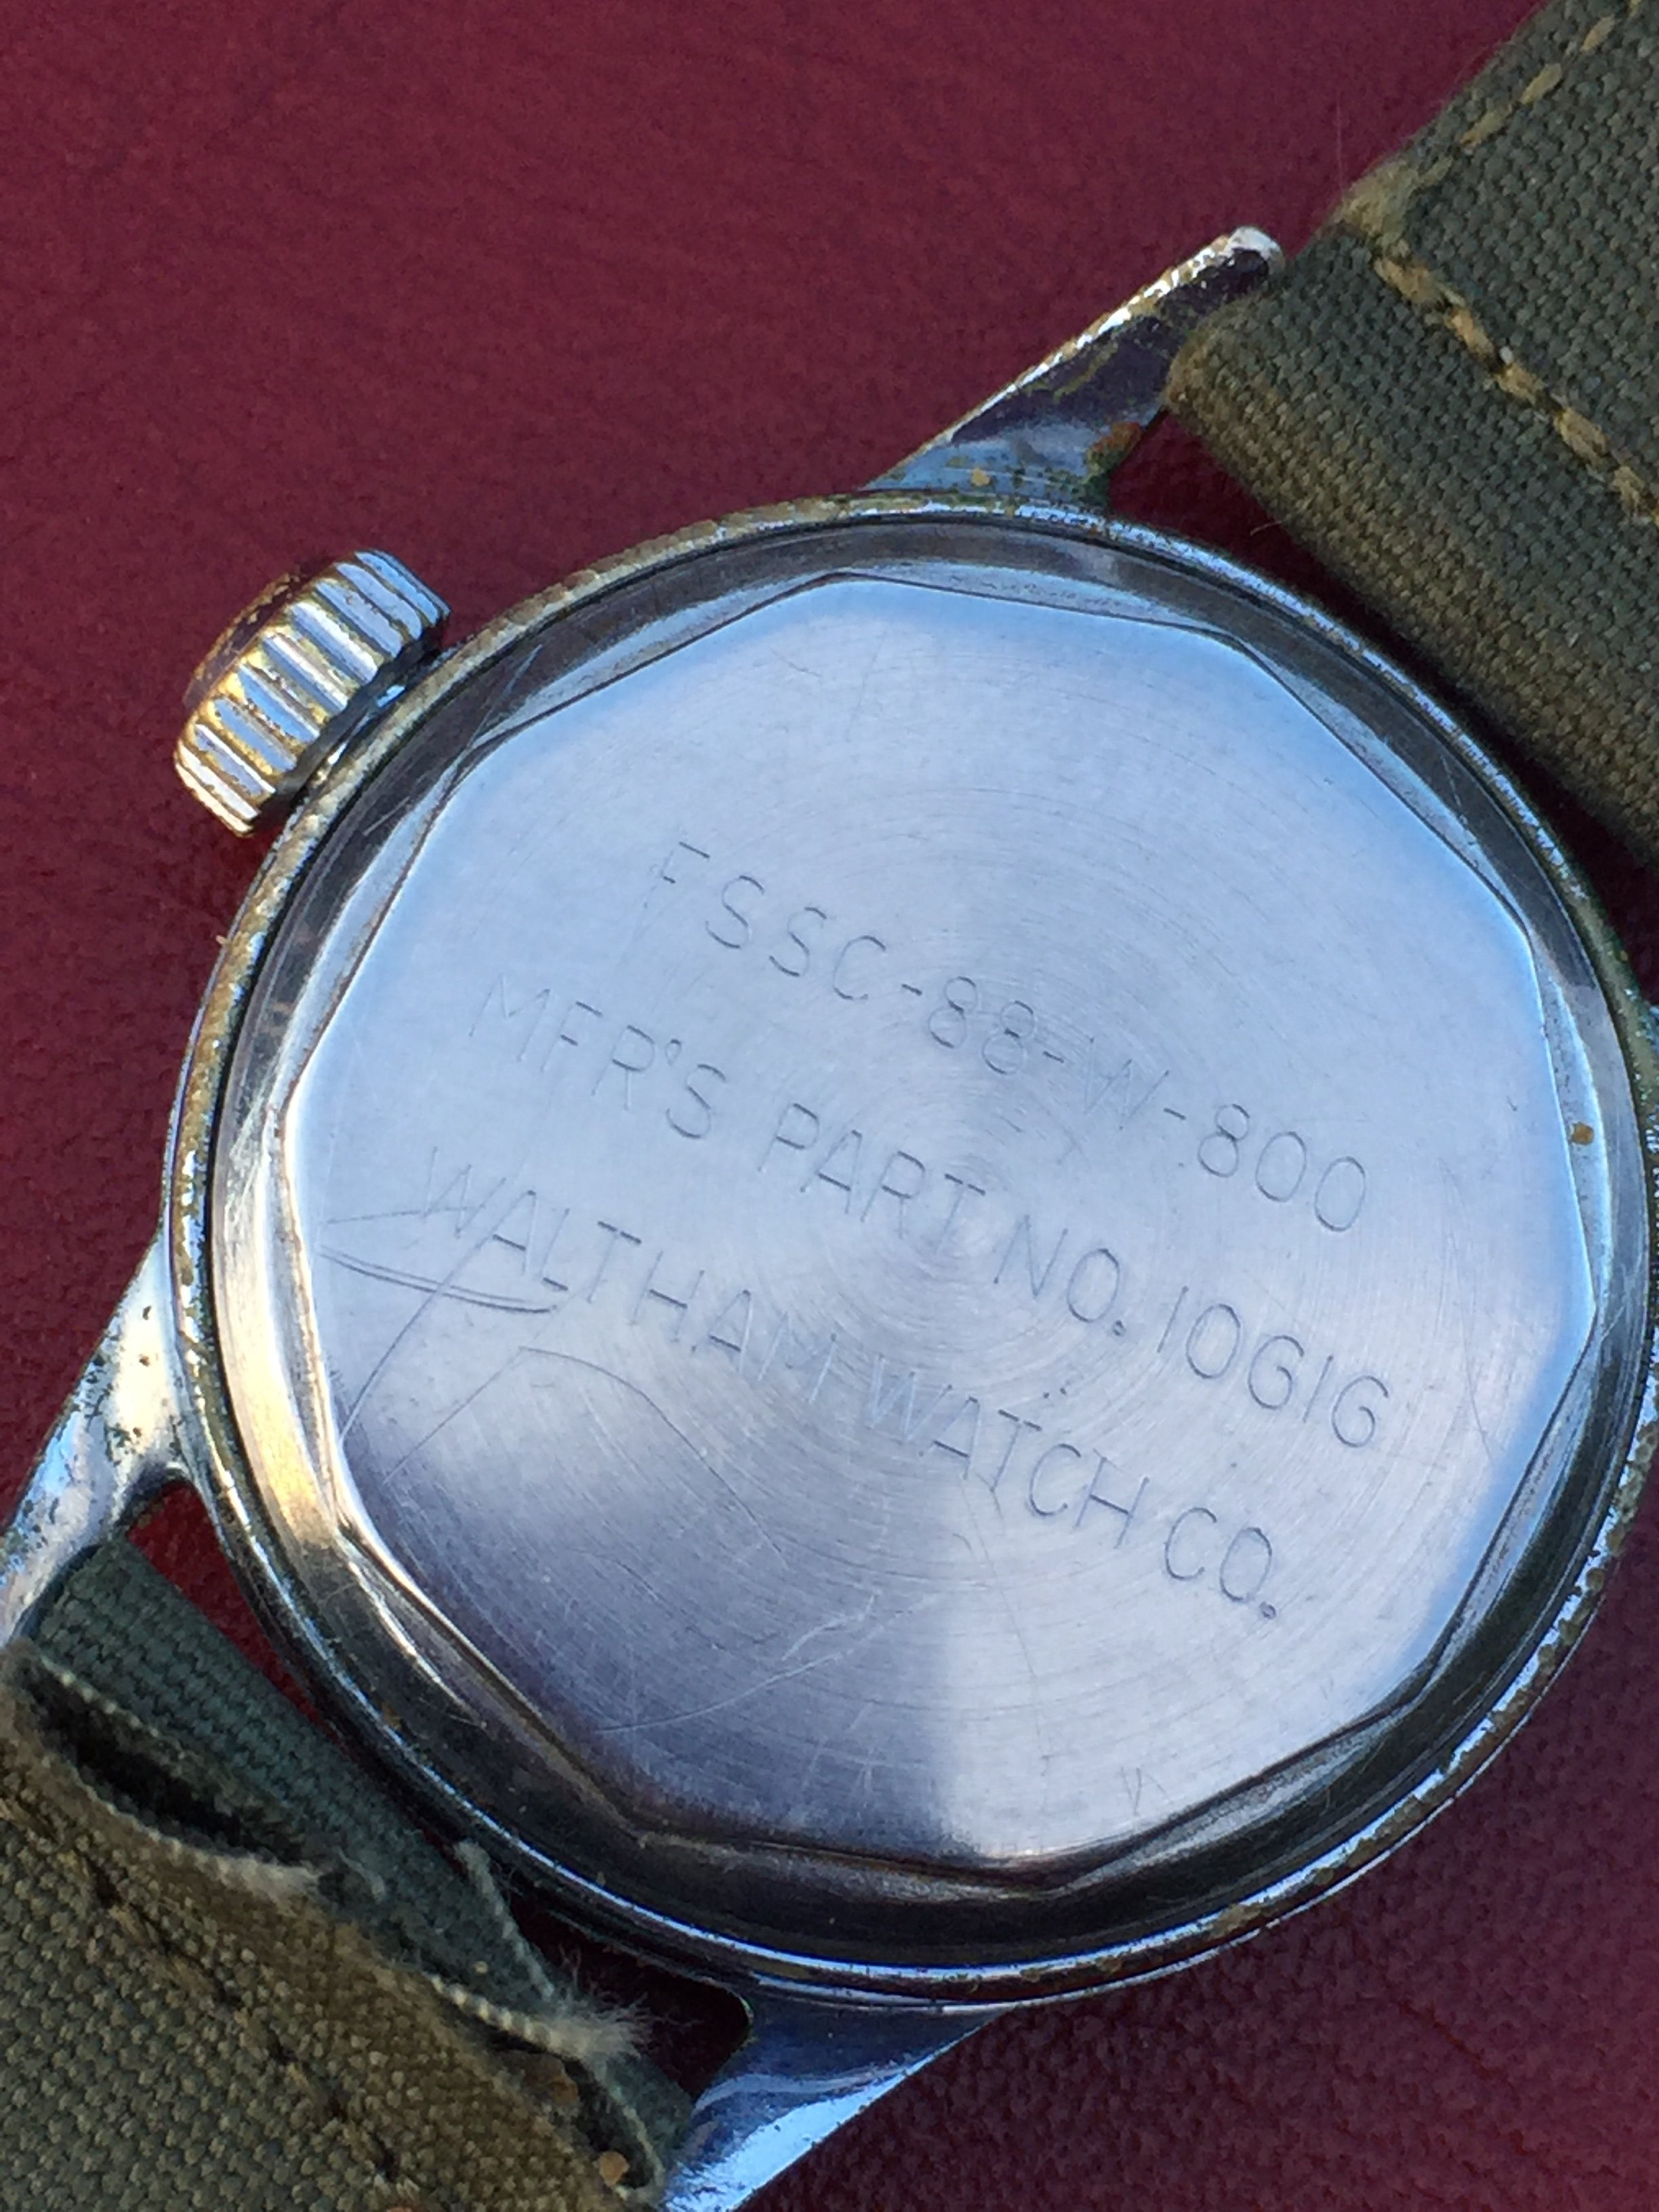 FSSC-88-W-800
MFR'S PART NO. 10616
WALTHAM WATCH CO.